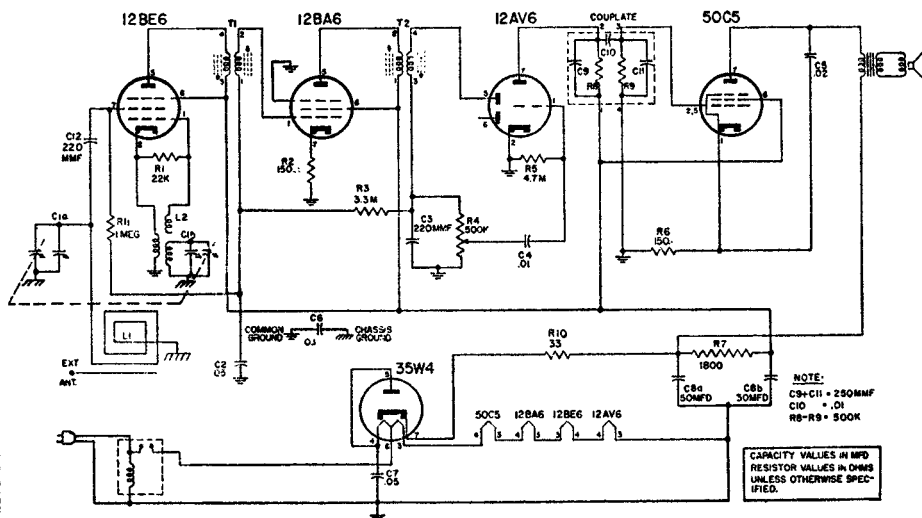 12BE6
T1
12BA6
T2
12AV6
COUPLATE
50C5
C10
C9
C11
R8
R9
C12
220
MMF
R1
22K
R2
150
R5
4.7M
R3
3.3M
L2
C1a
C1b
R11
1 MEG
C3
220MMF
R4
500K
C4
.01
R6
150
L1
EXT
ANT.
C2
.05
COMMON
GROUND
C6
0.1
CHASSIS
GROUND
R10
33
R7
1800
C8a
50MFD
C8b
30MFD
35W4
C7
.05
50C5
12BA6
12BE6
12AV6
NOTE:
C9+C11 = 250MMF
C10 = .01
R8-R9 = 500K
CAPACITY VALUES IN MFD
RESISTOR VALUES IN OHMS
UNLESS OTHERWISE SPEC-
IFIED.